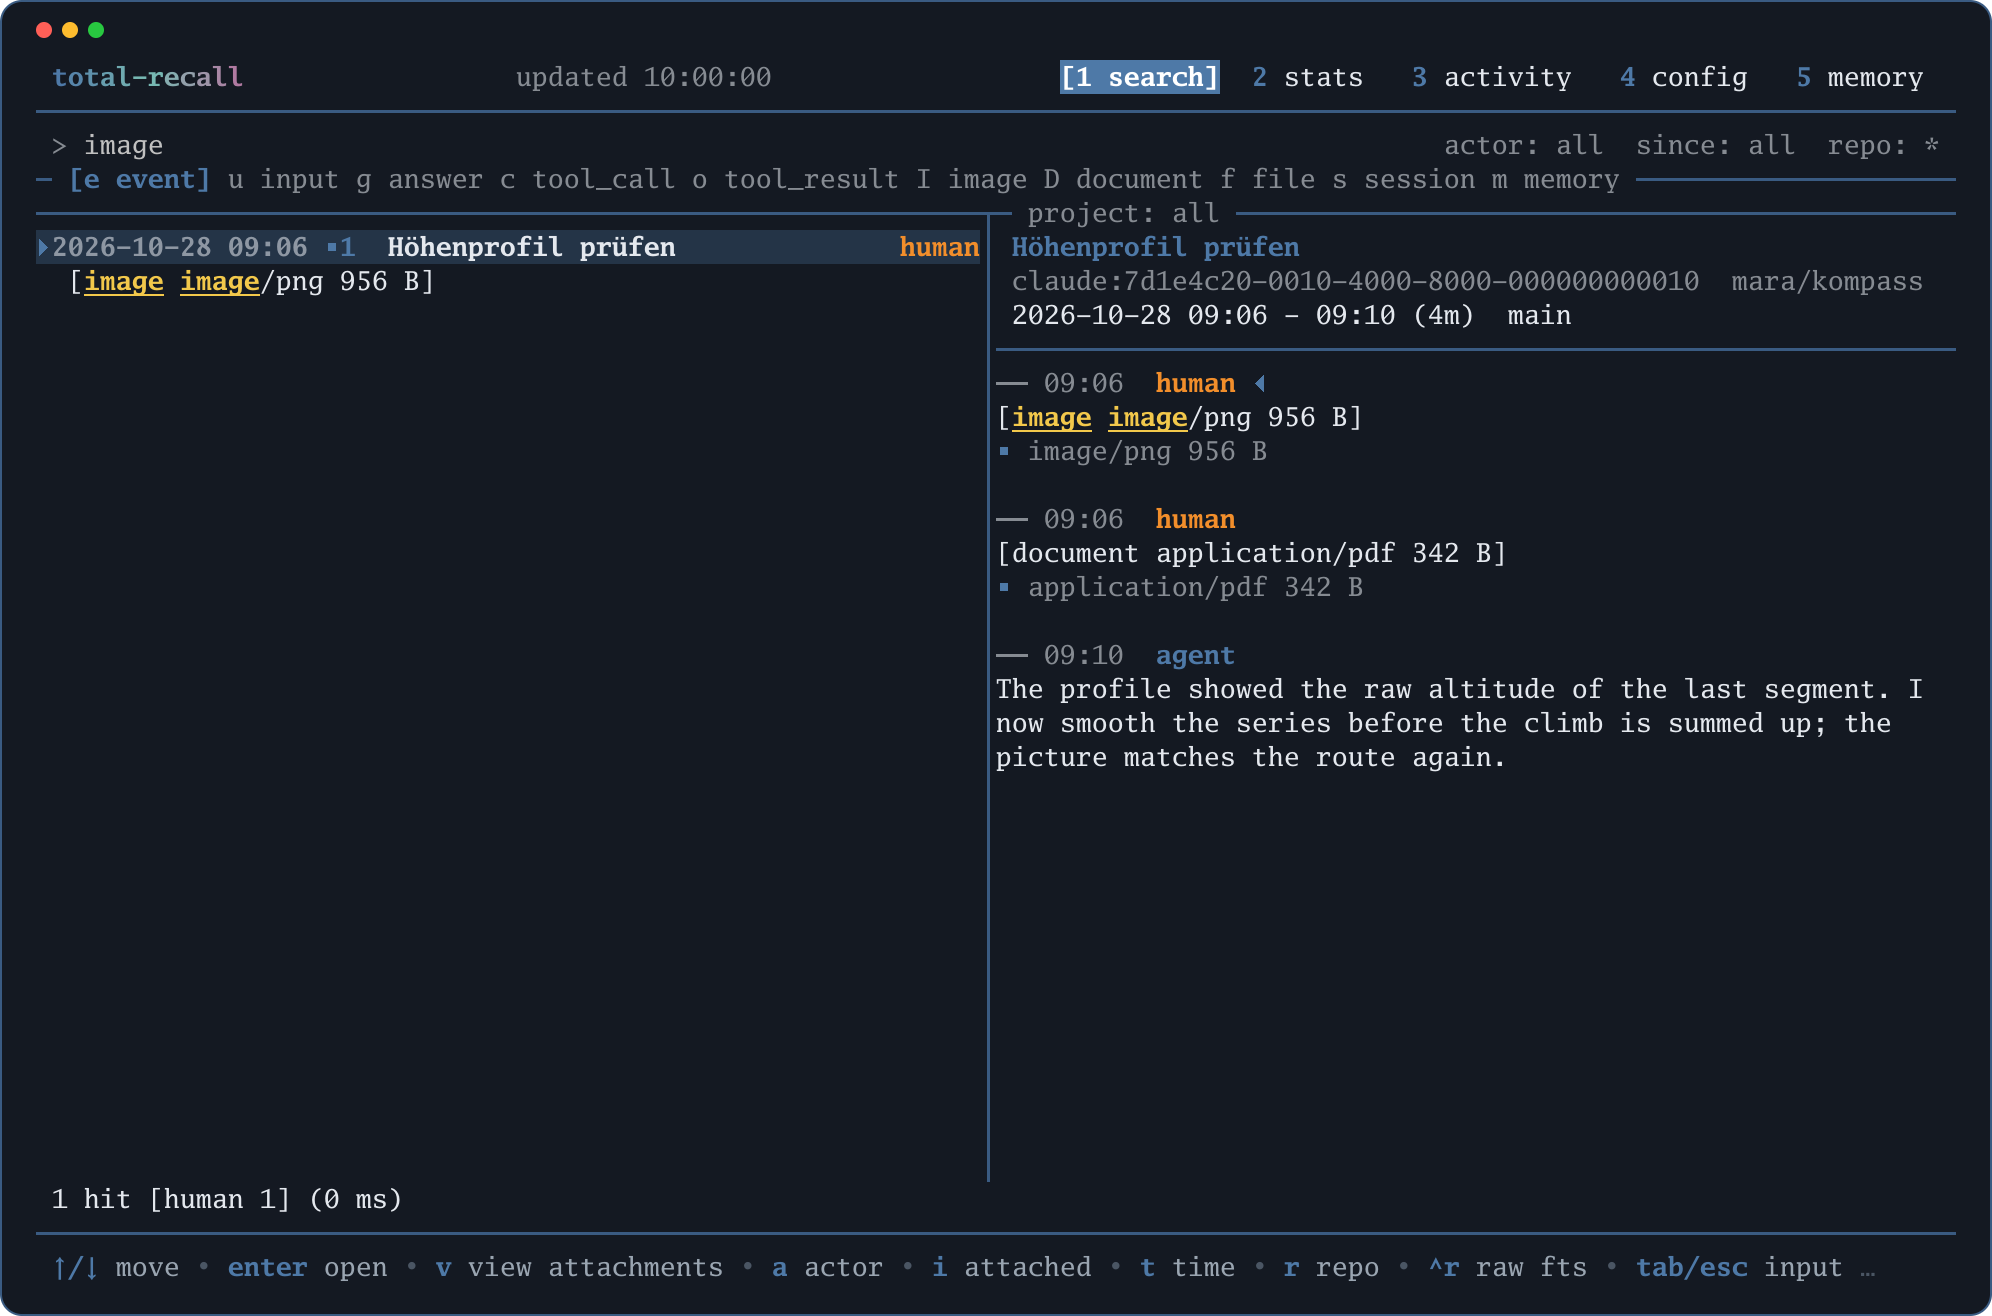 total-recall updated 10:00:00 [1 search] 2 stats 3 activity 4 config 5 memory
> image actor: all since: all repo: *
[e event] u input g answer c tool_call o tool_result I image D document f file s session m memory
project: all
2026-10-28 09:06 ▪1 Höhenprofil prüfen human
[image image/png 956 B]
Höhenprofil prüfen
claude:7d1e4c20-0010-4000-8000-000000000010 mara/kompass
2026-10-28 09:06 - 09:10 (4m) main
09:06 human
[image image/png 956 B]
▪ image/png 956 B
09:06 human
[document application/pdf 342 B]
▪ application/pdf 342 B
09:10 agent
The profile showed the raw altitude of the last segment. I
now smooth the series before the climb is summed up; the
picture matches the route again.
1 hit [human 1] (0 ms)
↑/↓ move • enter open • v view attachments • a actor • i attached • t time • r repo • ^r raw fts • tab/esc input …